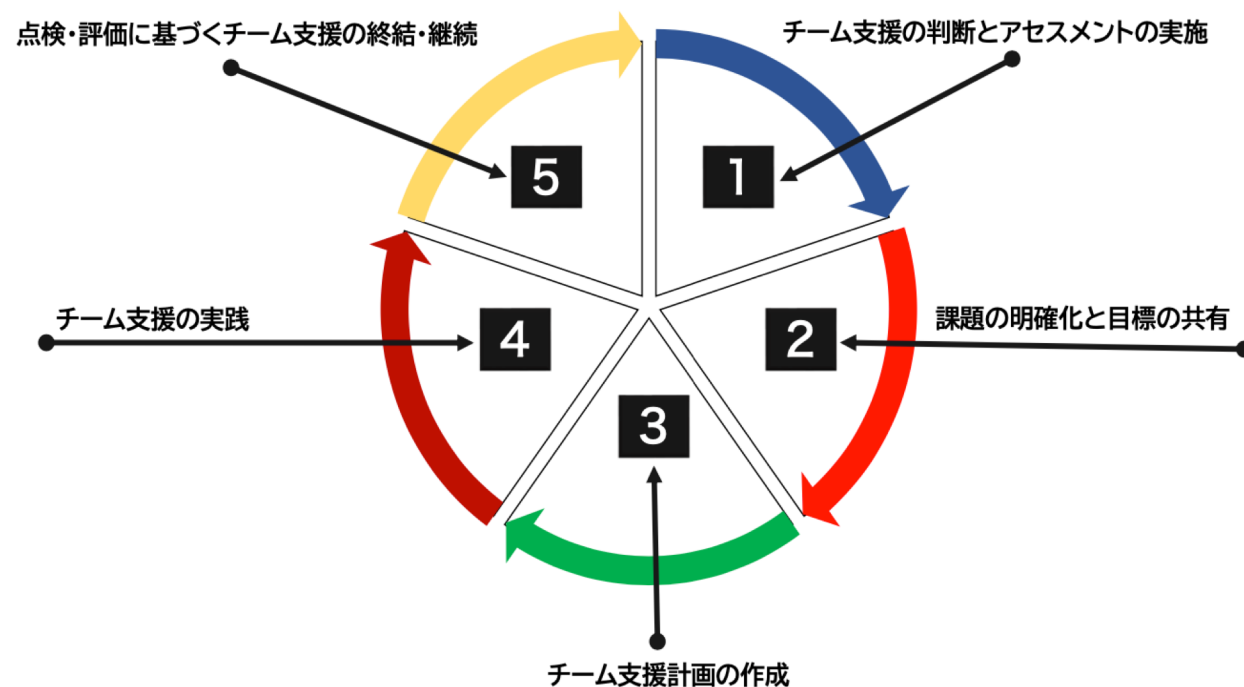 点検・評価に基づくチーム支援の終結・継続
チーム支援の判断とアセスメントの実施
5
1
チーム支援の実践
4
2
課題の明確化と目標の共有
3
チーム支援計画の作成